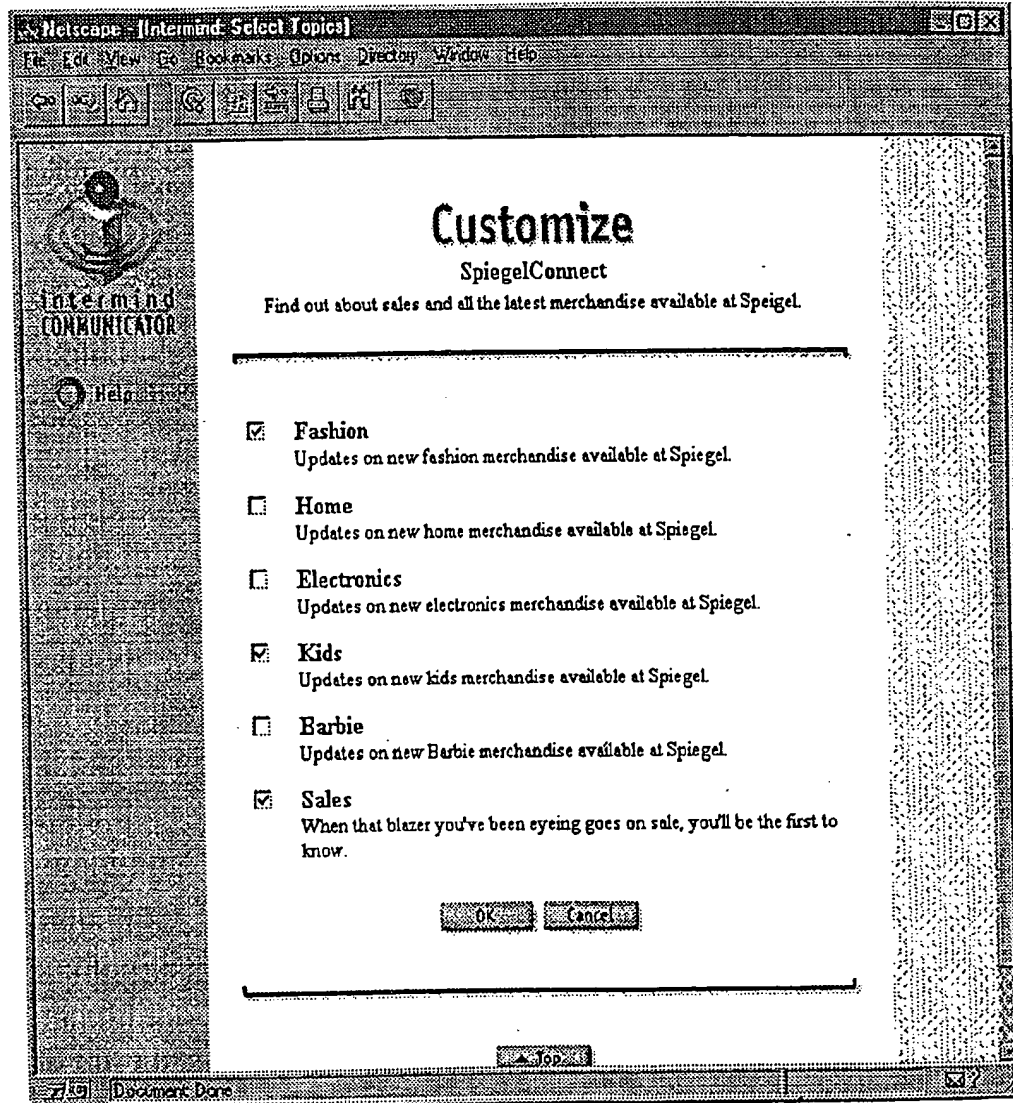 Netscape - [Intermind: Select Topics]
File Edit View Go Bookmarks Options Directory Window Help
intermind
COMMUNICATOR
Help
Customize
SpiegelConnect
Find out about sales and all the latest merchandise available at Speigel.
Fashion
Updates on new fashion merchandise available at Spiegel.
Home
Updates on new home merchandise available at Spiegel.
Electronics
Updates on new electronics merchandise available at Spiegel.
Kids
Updates on new kids merchandise available at Spiegel.
Barbie
Updates on new Barbie merchandise available at Spiegel.
Sales
When that blazer you've been eyeing goes on sale, you'll be the first to
know.
OK Cancel
Top
Document: Done